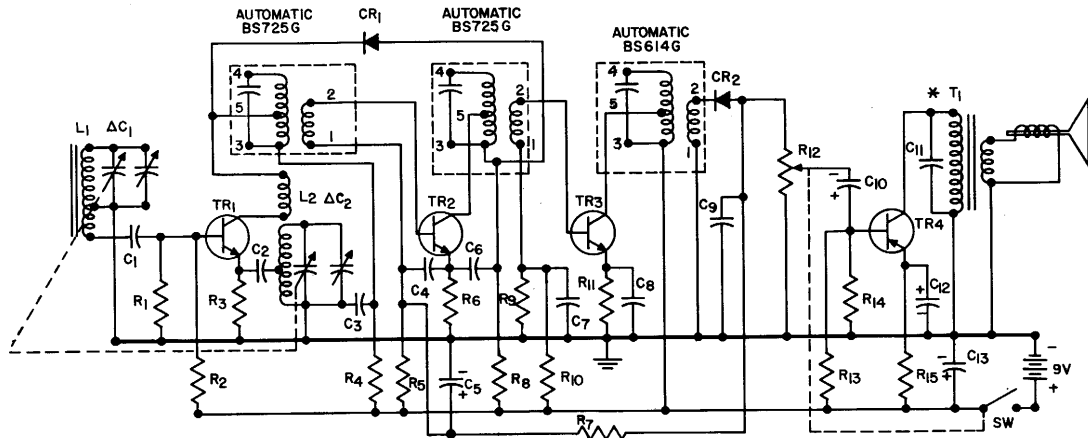 AUTOMATIC
BS725G
CR1
AUTOMATIC
BS725G
AUTOMATIC
BS614G
4
5
3
2
1
4
5
3
2
1
4
5
3
2
1
CR2
* T1
L1 ΔC1
C1
R1
R2
TR1
C2
R3
L2 ΔC2
C3
R4
R5
TR2
C4
C6
R6
C5
-
+
R7
R8
R9
R10
C7
TR3
R11
C8
C9
R12
C10
-
+
R13
R14
TR4
C11
C12
+
-
R15
C13
-
+
-
9V
+
SW